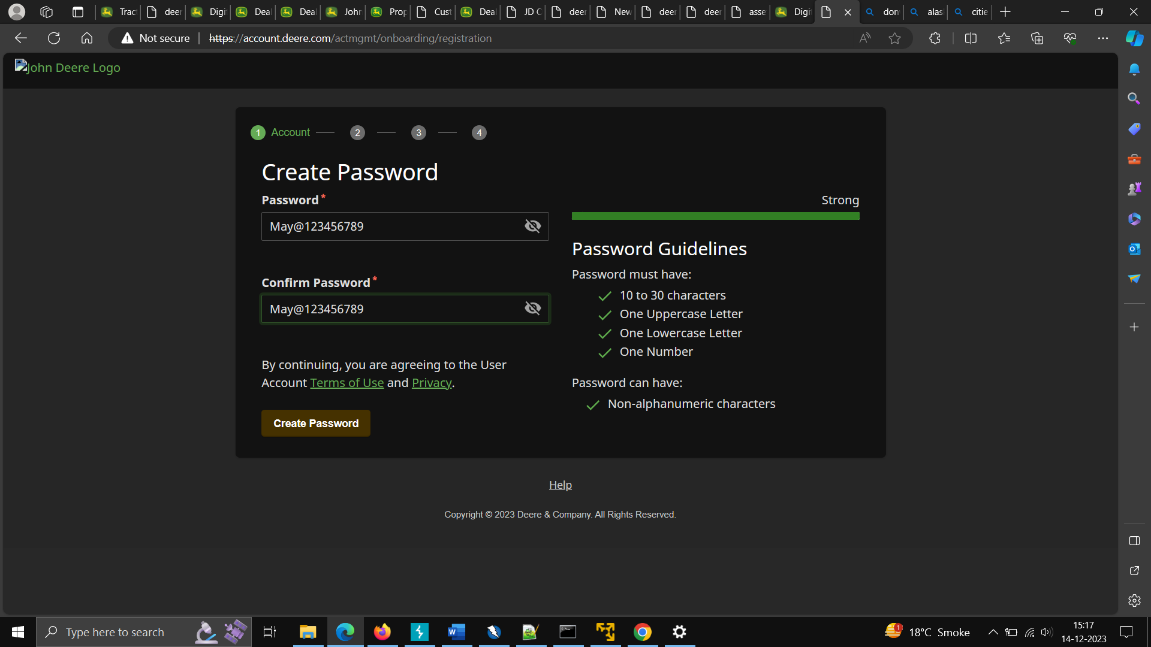 Trac
deer
Digi
Deal
Deal
John
Prop
Cust
Deal
JD C
deer
New
deer
deer
asse
Digi
don
alas
citie
Not secure
https://account.deere.com/actmgmt/onboarding/registration
John Deere Logo
1 Account 2 3 4
Create Password
Password*
Strong
May@123456789
Password Guidelines
Password must have:
Confirm Password*
10 to 30 characters
May@123456789
One Uppercase Letter
One Lowercase Letter
One Number
By continuing, you are agreeing to the User
Account Terms of Use and Privacy.
Password can have:
Non-alphanumeric characters
Create Password
Help
Copyright © 2023 Deere & Company. All Rights Reserved.
Type here to search
18°C Smoke
15:17
14-12-2023